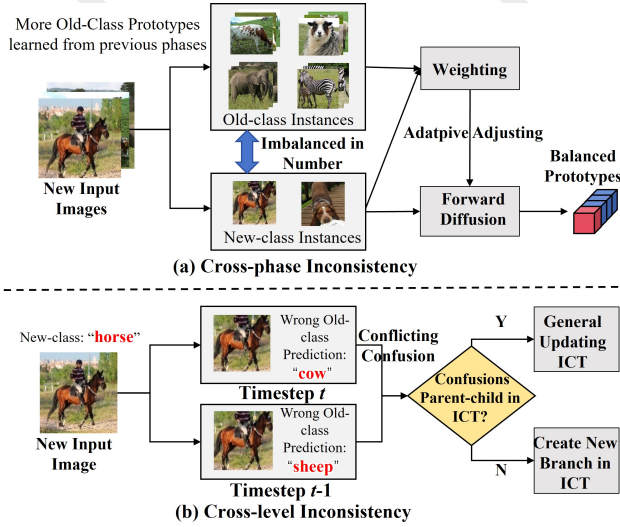 More Old-Class Prototypes
learned from previous phases
New Input
Images
Old-class Instances
Imbalanced in
Number
New-class Instances
Weighting
Adatpive Adjusting
Forward
Diffusion
Balanced
Prototypes
(a) Cross-phase Inconsistency
New-class: “horse”
New Input
Image
Wrong Old-
class
Prediction:
“cow”
Timestep t
Wrong Old-
class
Prediction:
“sheep”
Timestep t-1
Conflicting
Confusion
Confusions
Parent-child in
ICT?
Y
General
Updating
ICT
N
Create New
Branch in
ICT
(b) Cross-level Inconsistency